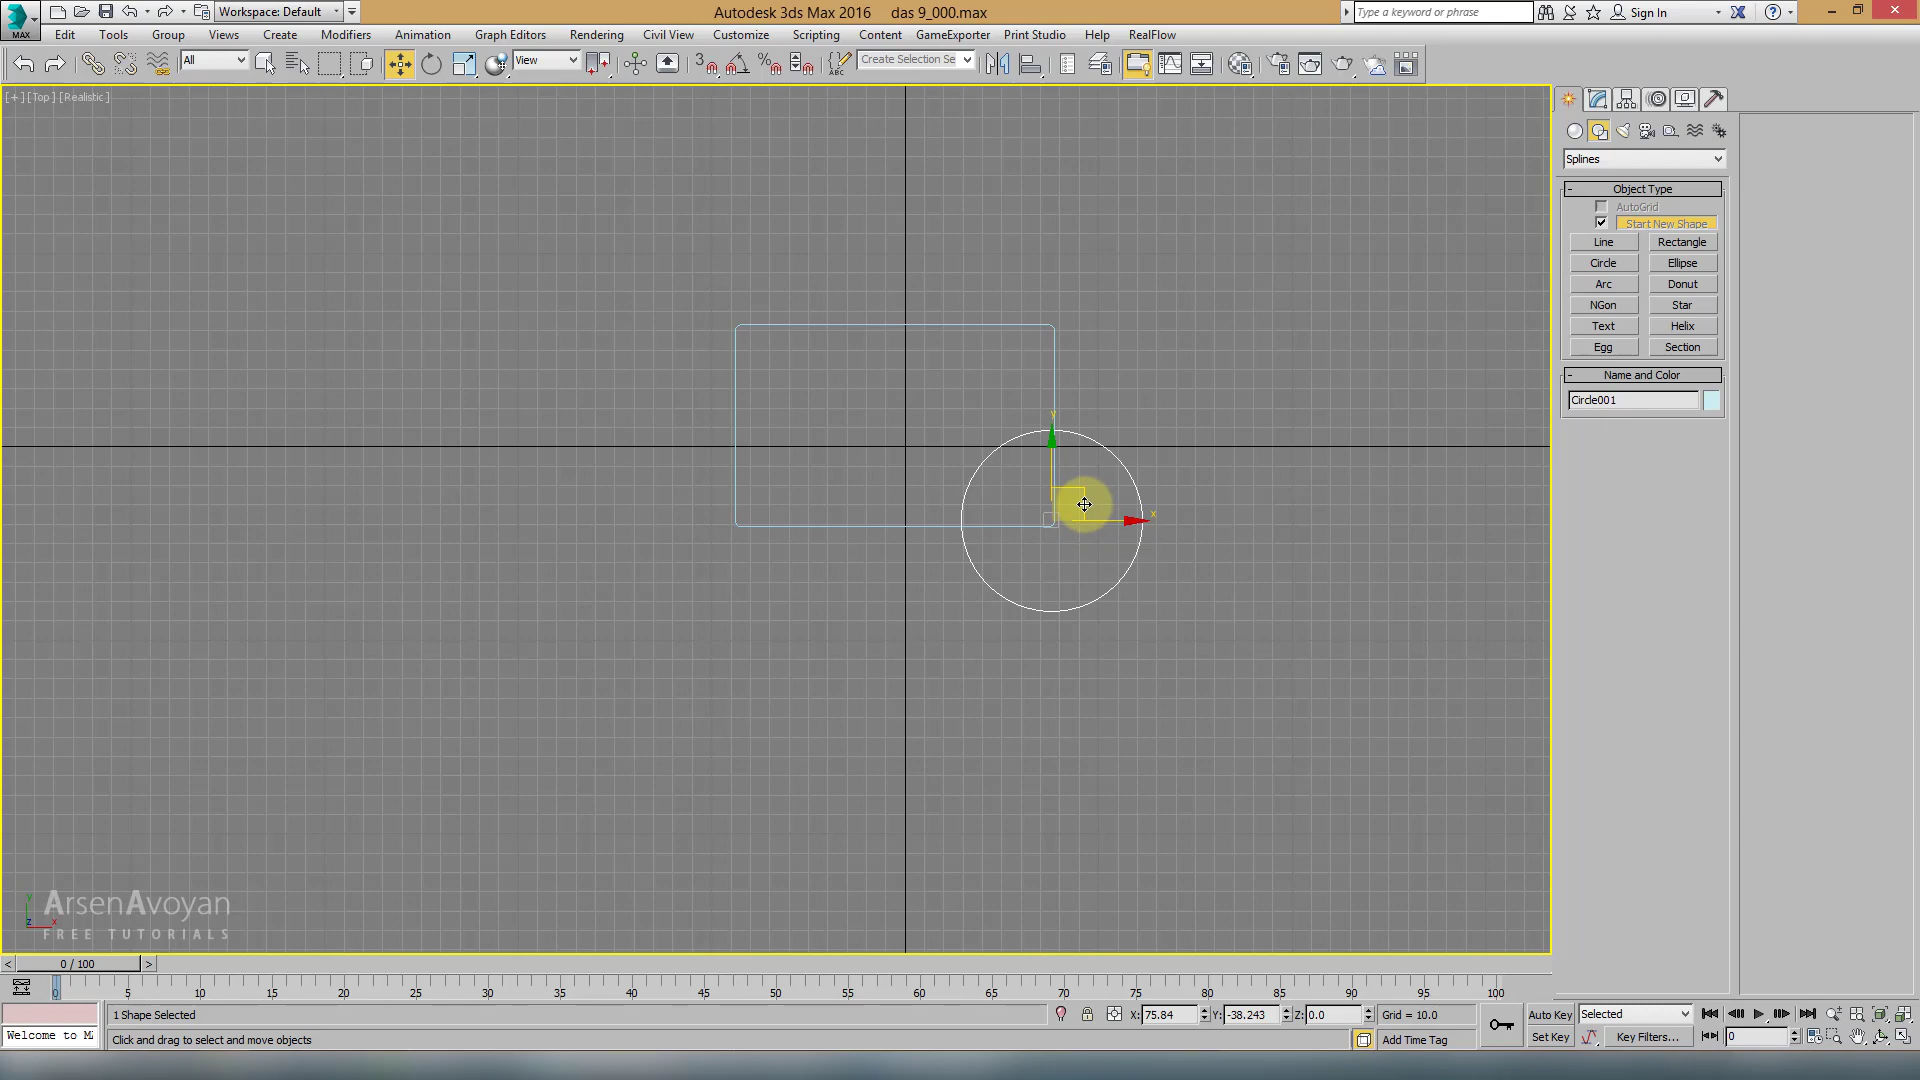 MAX
Workspace: Default
Autodesk 3ds Max 2016 das 9_000.max
Type a keyword or phrase
Sign In
Edit Tools Group Views Create Modifiers Animation Graph Editors Rendering Civil View Customize Scripting Content GameExporter Print Studio Help RealFlow
All
View
3
%
ABC
Create Selection Se
[+] [Top] [Realistic]
Splines
- Object Type
AutoGrid
Start New Shape
Line Rectangle
Circle Ellipse
Arc Donut
NGon Star
Text Helix
Egg Section
- Name and Color
Circle001
y
x
y
z x
ArsenAvoyan
FREE TUTORIALS
< 0 / 100 >
0 5 10 15 20 25 30 35 40 45 50 55 60 65 70 75 80 85 90 95 100
1 Shape Selected
X: 75.84 Y: -38.243 Z: 0.0
Grid = 10.0
Auto Key
Selected
Welcome to M
Click and drag to select and move objects
Add Time Tag
Set Key
Key Filters...
0